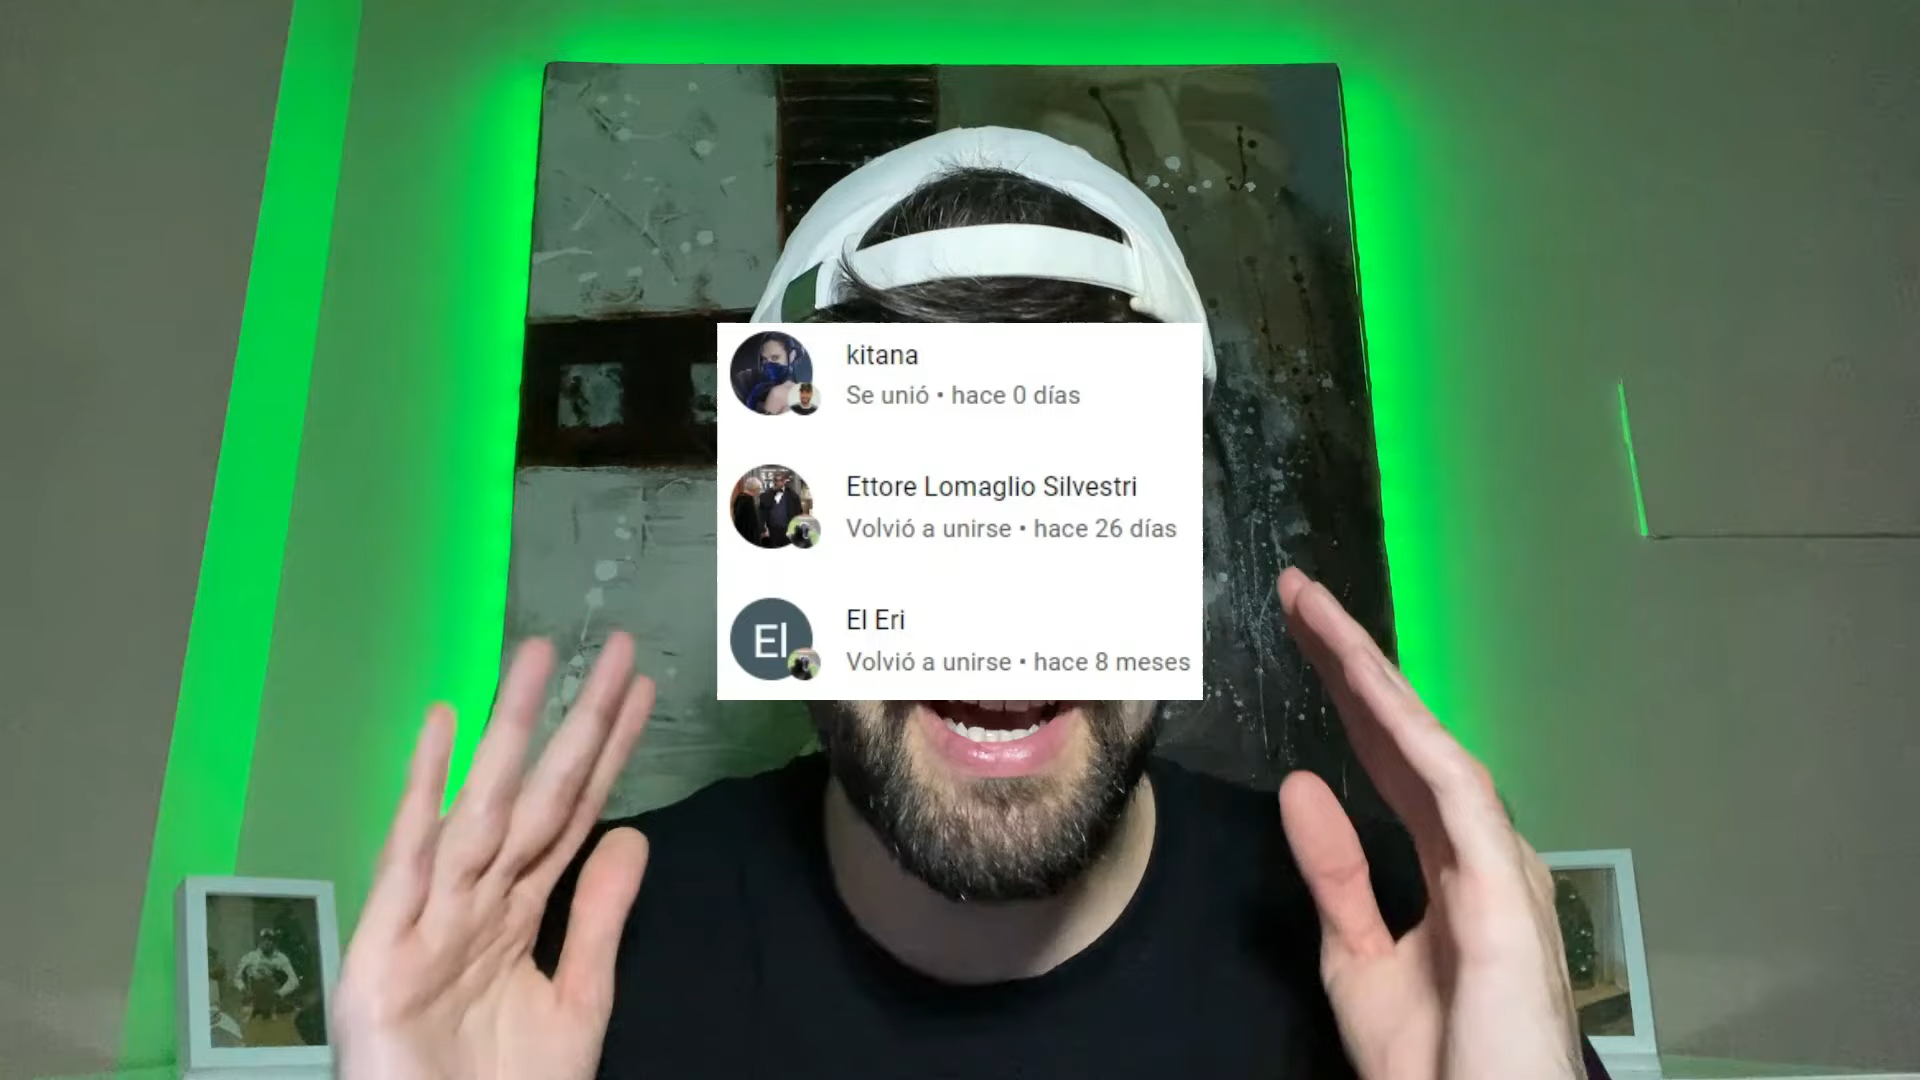 kitana
Se unió • hace 0 días
Ettore Lomaglio Silvestri
Volvió a unirse • hace 26 días
El
El Eri
Volvió a unirse • hace 8 meses